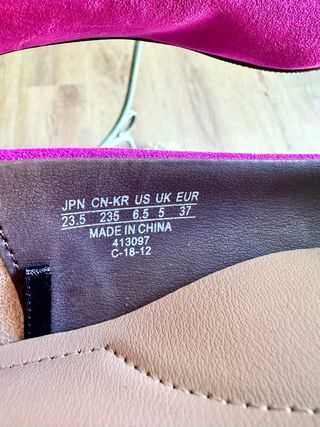 JPN CN-KR US UK EUR
23.5 235 6.5 5 37
MADE IN CHINA
413097
C-18-12